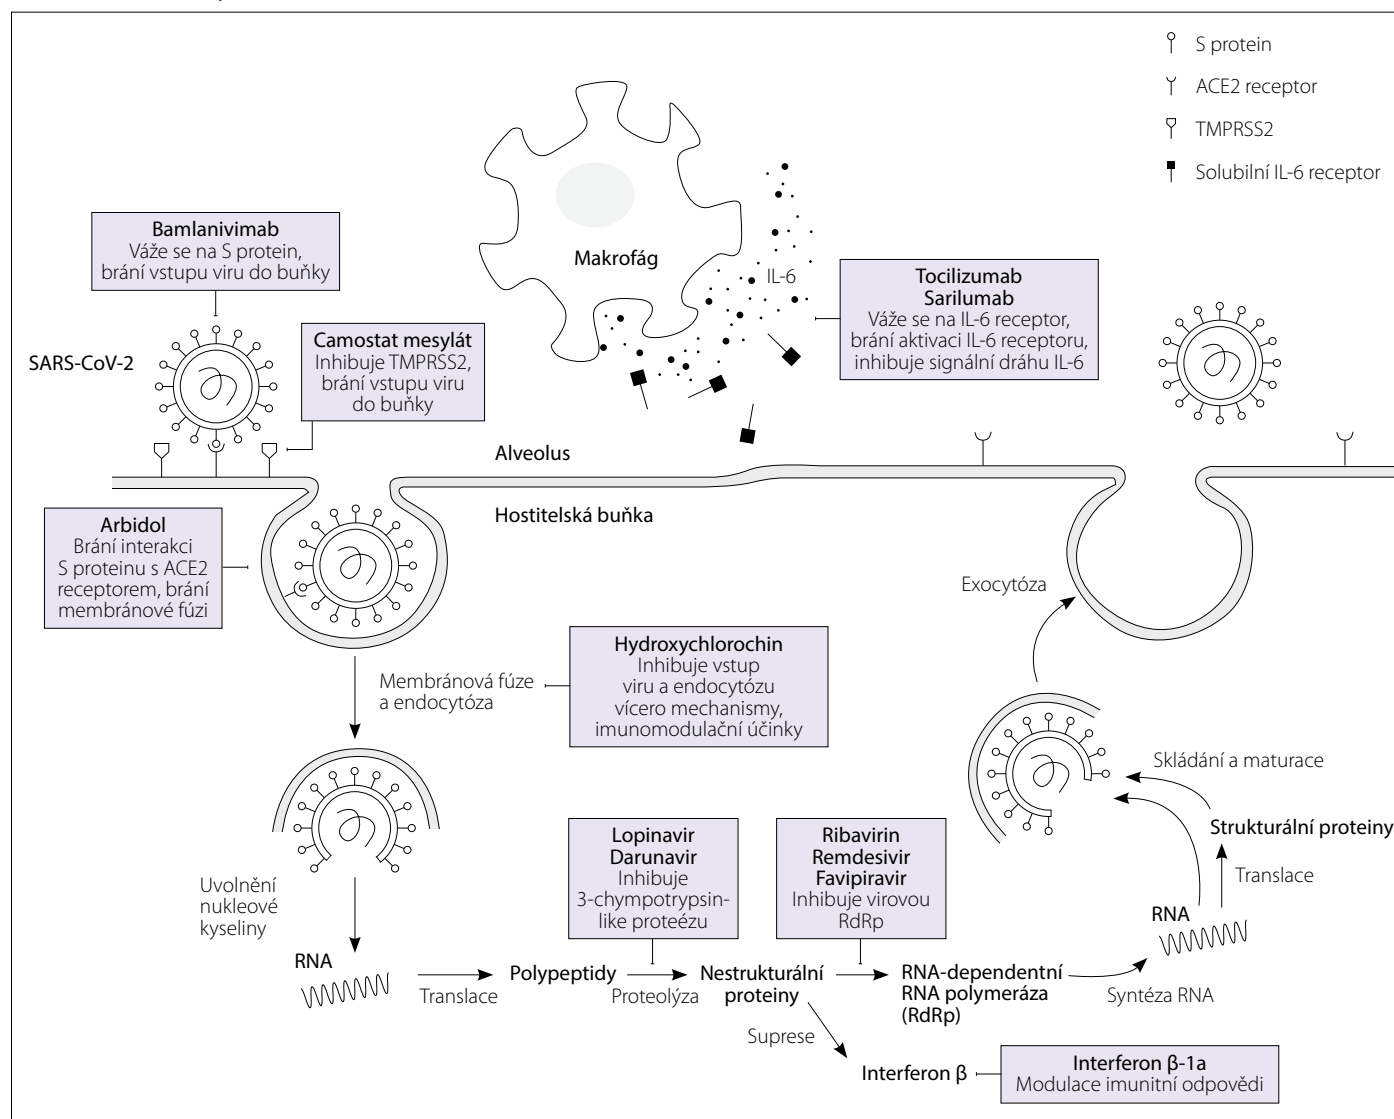 S protein
ACE2 receptor
TMPRSS2
Solubilní IL-6 receptor
Bamlanivimab
Váže se na S protein,
brání vstupu viru do buňky
Makrofág
IL-6
Tocilizumab
Sarilumab
Váže se na IL-6 receptor,
brání aktivaci IL-6 receptoru,
inhibuje signální dráhu IL-6
SARS-CoV-2
Camostat mesylát
Inhibuje TMPRSS2,
brání vstupu viru
do buňky
Alveolus
Hostitelská buňka
Arbidol
Brání interakci
S proteinu s ACE2
receptorem, brání
membránové fúzi
Exocytóza
Membránová fúze
a endocytóza
Hydroxychlorochin
Inhibuje vstup
viru a endocytózu
vícero mechanismy,
imunomodulační účinky
Skládání a maturace
Strukturální proteiny
Translace
Uvolnění
nukleové
kyseliny
Lopinavir
Darunavir
Inhibuje
3-chympotrypsin-
like proteézu
Ribavirin
Remdesivir
Favipiravir
Inhibuje virovou
RdRp
RNA
RNA
Translace
Polypeptidy
Proteolýza
Nestrukturální
proteiny
RNA-dependentní
RNA polymeráza
(RdRp)
Syntéza RNA
Suprese
Interferon β
Interferon β-1a
Modulace imunitní odpovědi